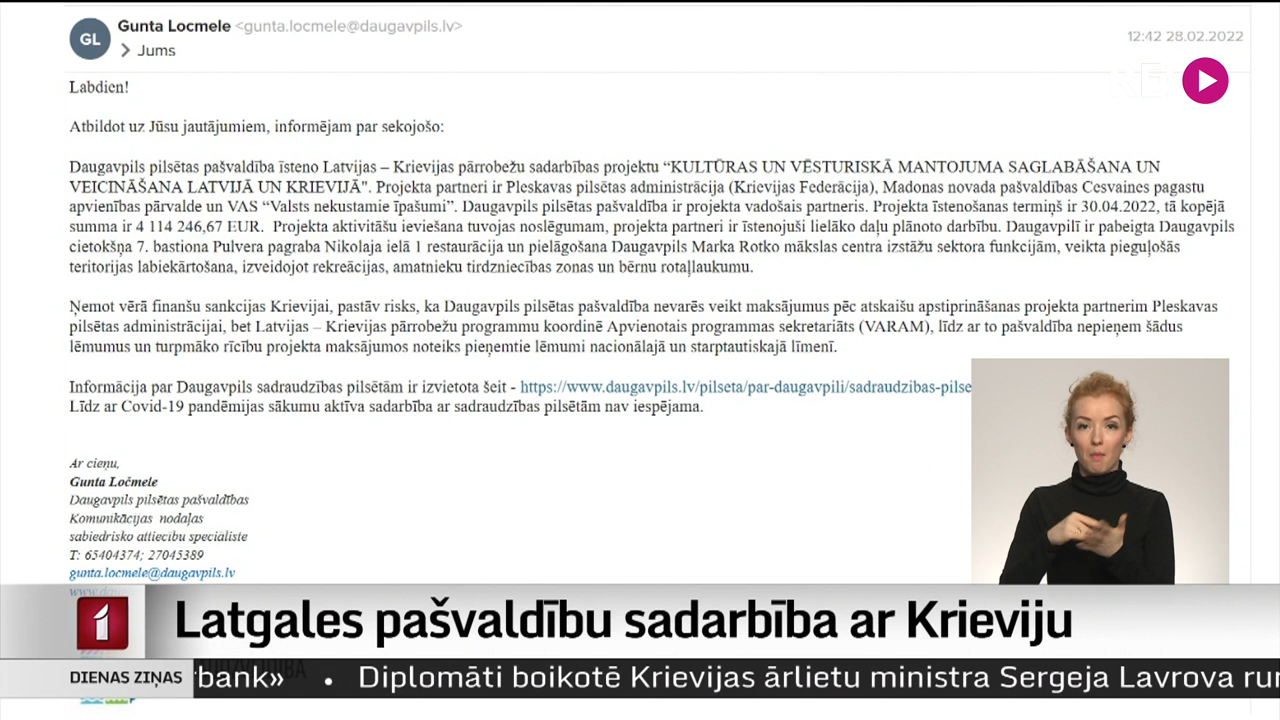 GL
Gunta Locmele <gunta.locmele@daugavpils.lv>
Jums
12:42 28.02.2022
Labdien!
Atbildot uz Jūsu jautājumiem, informējam par sekojošo:
Daugavpils pilsētas pašvaldība īsteno Latvijas – Krievijas pārrobežu sadarbības projektu “KULTŪRAS UN VĒSTURISKĀ MANTOJUMA SAGLABĀŠANA UN
VEICINĀŠANA LATVIJĀ UN KRIEVIJĀ". Projekta partneri ir Pleskavas pilsētas administrācija (Krievijas Federācija), Madonas novada pašvaldības Cesvaines pagastu
apvienības pārvalde un VAS “Valsts nekustamie īpašumi”. Daugavpils pilsētas pašvaldība ir projekta vadošais partneris. Projekta īstenošanas termiņš ir 30.04.2022, tā kopējā
summa ir 4 114 246,67 EUR. Projekta aktivitāšu ieviešana tuvojas noslēgumam, projekta partneri ir īstenojuši lielāko daļu plānoto darbību. Daugavpilī ir pabeigta Daugavpils
cietokšņa 7. bastiona Pulvera pagraba Nikolaja ielā 1 restaurācija un pielāgošana Daugavpils Marka Rotko mākslas centra izstāžu sektora funkcijām, veikta pieguļošās
teritorijas labiekārtošana, izveidojot rekreācijas, amatnieku tirdzniecības zonas un bērnu rotaļlaukumu.
Ņemot vērā finanšu sankcijas Krievijai, pastāv risks, ka Daugavpils pilsētas pašvaldība nevarēs veikt maksājumus pēc atskaišu apstiprināšanas projekta partnerim Pleskavas
pilsētas administrācijai, bet Latvijas – Krievijas pārrobežu programmu koordinē Apvienotais programmas sekretariāts (VARAM), līdz ar to pašvaldība nepieņem šādus
lēmumus un turpmāko rīcību projekta maksājumos noteiks pieņemtie lēmumi nacionālajā un starptautiskajā līmenī.
Informācija par Daugavpils sadraudzības pilsētām ir izvietota šeit - https://www.daugavpils.lv/pilseta/par-daugavpili/sadraudzibas-pilse
Līdz ar Covid-19 pandēmijas sākumu aktīva sadarbība ar sadraudzības pilsētām nav iespējama.
Ar cieņu,
Gunta Ločmele
Daugavpils pilsētas pašvaldības
Komunikācijas nodaļas
sabiedrisko attiecību speciāliste
T: 65404374; 27045389
gunta.locmele@daugavpils.lv
1 Latgales pašvaldību sadarbība ar Krieviju
DIENAS ZIŅAS rbank» • Diplomāti boikotē Krievijas ārlietu ministra Sergeja Lavrova run